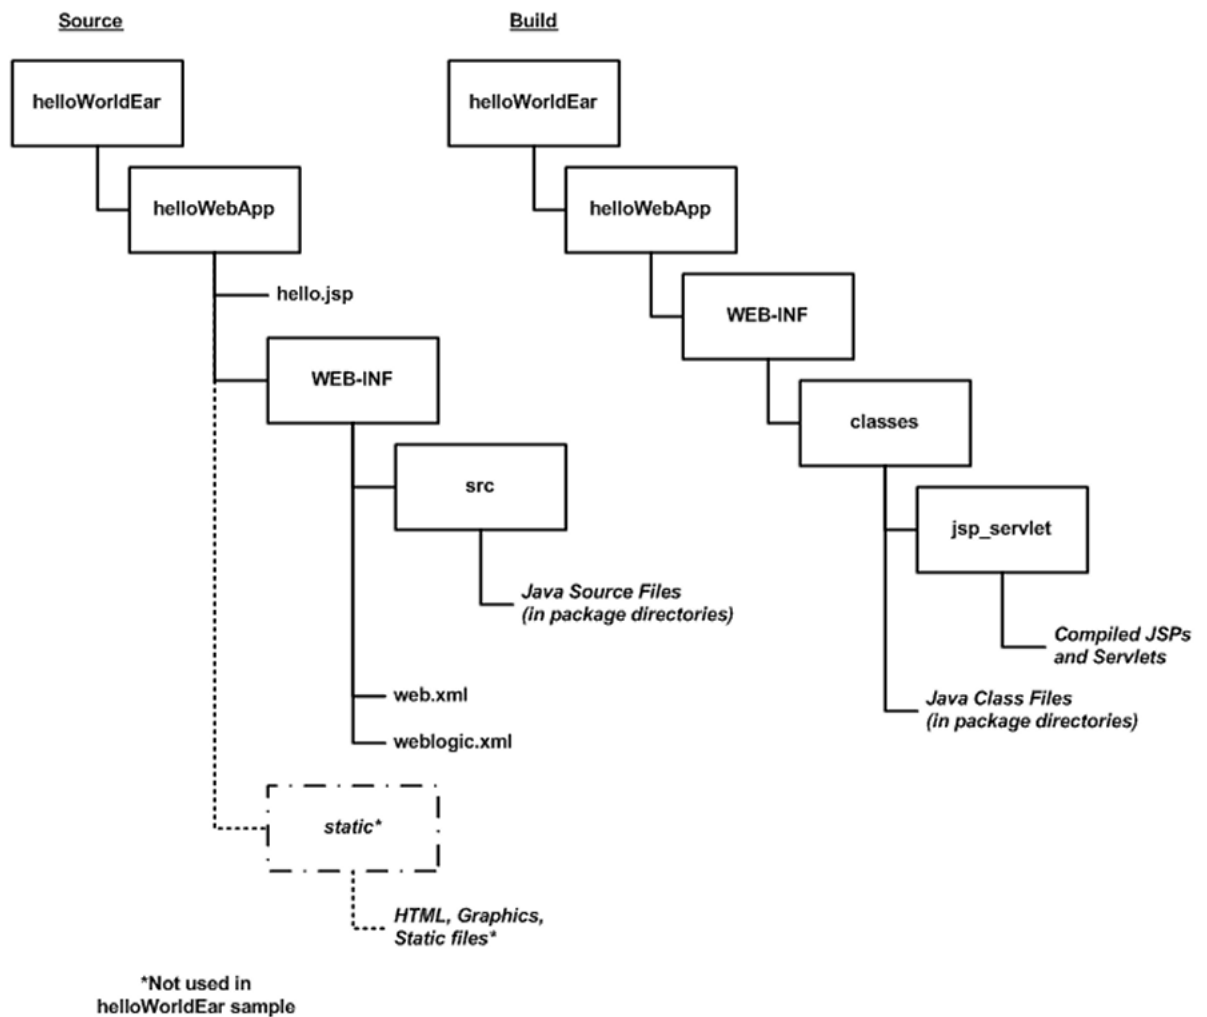 Source
helloWorldEar
helloWebApp
hello.jsp
WEB-INF
src
Java Source Files
(in package directories)
web.xml
weblogic.xml
static*
HTML, Graphics,
Static files*
*Not used in
helloWorldEar sample
Build
helloWorldEar
helloWebApp
WEB-INF
classes
jsp_servlet
Compiled JSPs
and Servlets
Java Class Files
(in package directories)